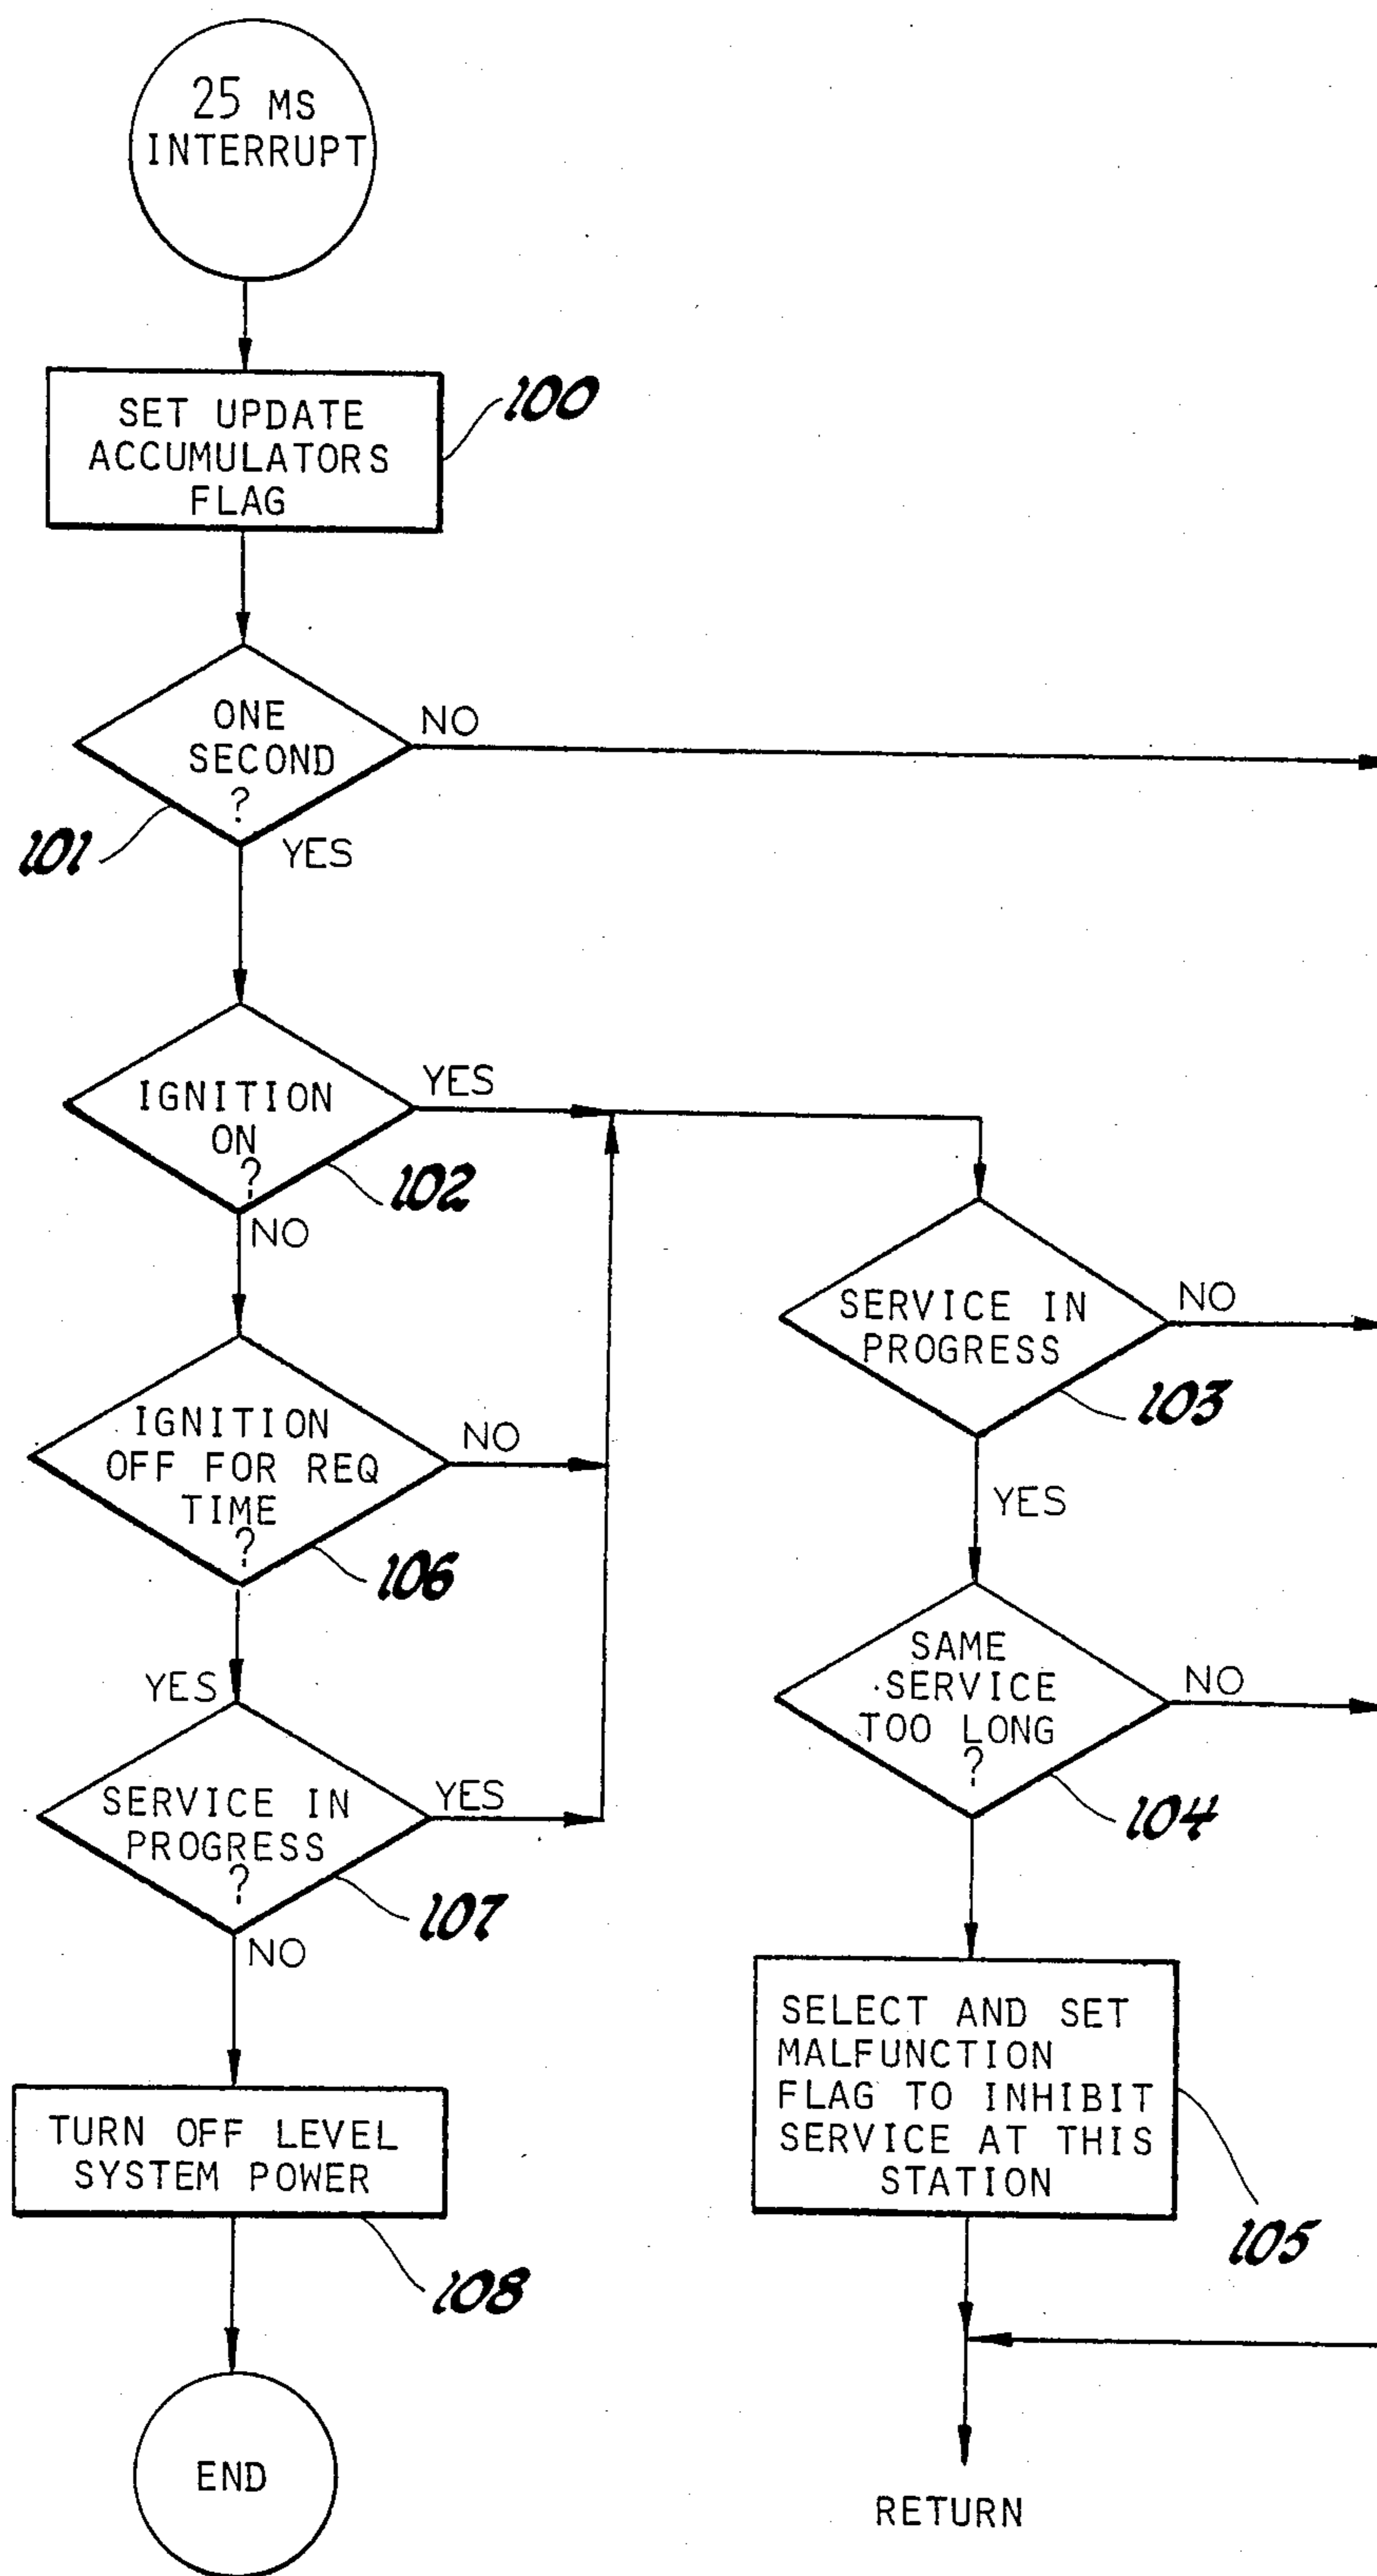 25 MS
INTERRUPT
SET UPDATE
ACCUMULATORS
FLAG
100
ONE
SECOND
?
NO
101
YES
IGNITION
ON
?
YES
102
NO
SERVICE IN
PROGRESS
NO
103
YES
IGNITION
OFF FOR REQ
TIME
?
NO
106
YES
SAME
SERVICE
TOO LONG
?
NO
104
SERVICE IN
PROGRESS
?
YES
107
NO
SELECT AND SET
MALFUNCTION
FLAG TO INHIBIT
SERVICE AT THIS
STATION
105
TURN OFF LEVEL
SYSTEM POWER
108
END
RETURN